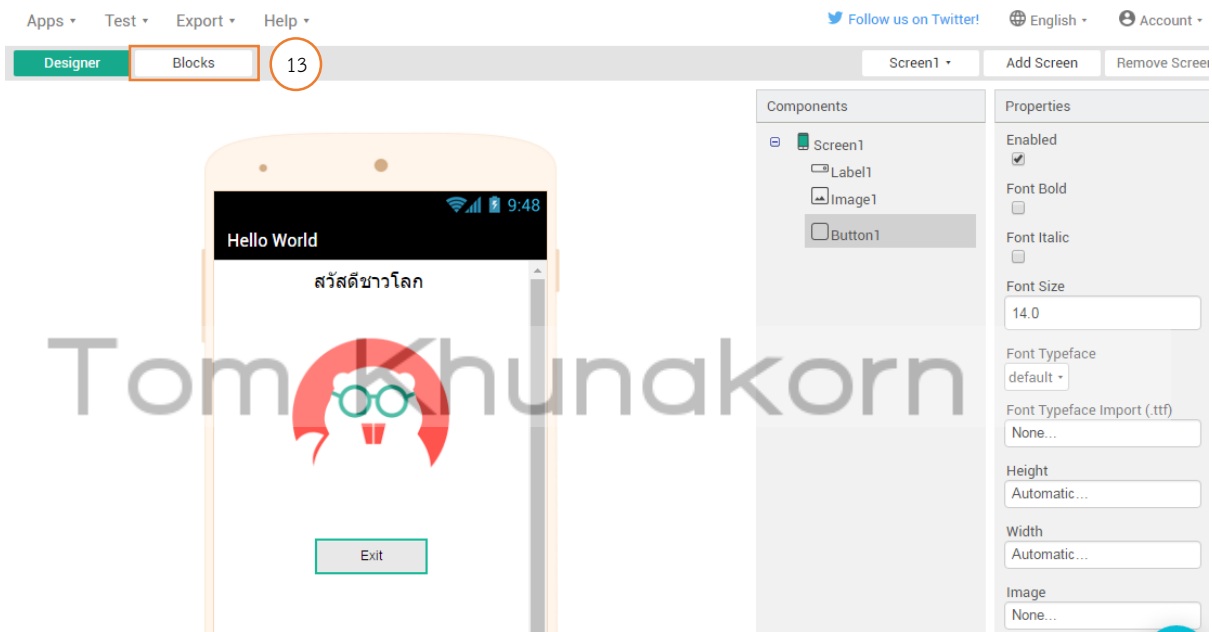 Apps Test Export Help Follow us on Twitter! English Account
Designer Blocks 13 Screen1 Add Screen Remove Screen
Components Properties
Screen1
Label1
Image1
Button1
9:48
Hello World
สวัสดีชาวโลก
Exit
Tom Khunakorn
Enabled
Font Bold
Font Italic
Font Size
14.0
Font Typeface
default
Font Typeface Import (.ttf)
None...
Height
Automatic...
Width
Automatic...
Image
None...